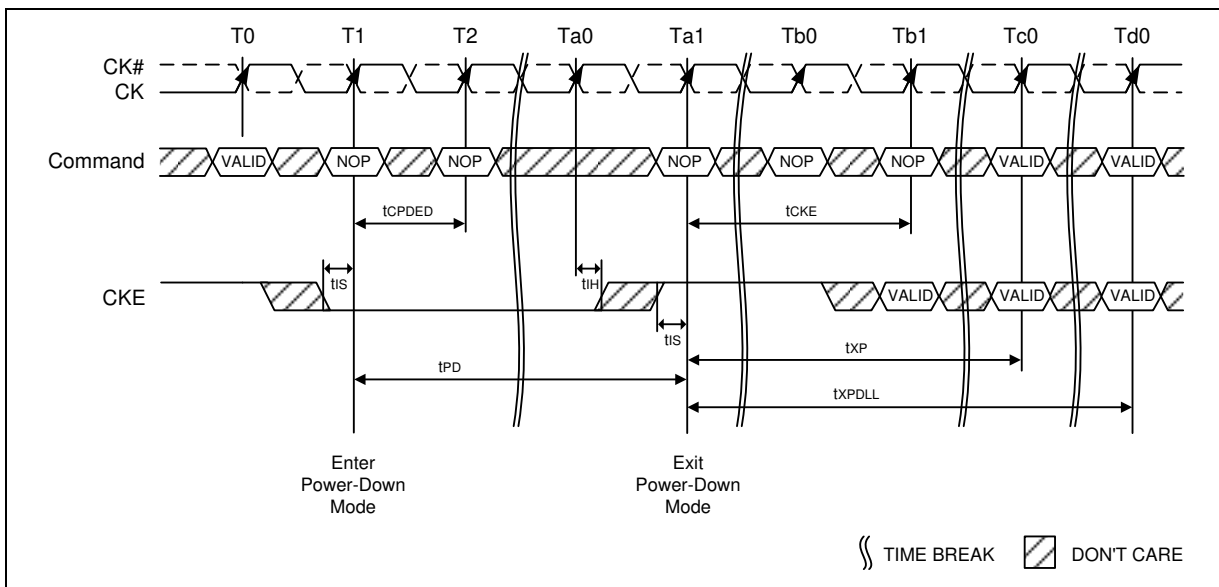 T0 T1 T2 Ta0 Ta1 Tb0 Tb1 Tc0 Td0
CK#
CK
Command VALID NOP NOP NOP NOP NOP VALID VALID
tCPDED tCKE
tIS tIH
CKE VALID VALID VALID
tIS
tXP
tPD
tXPDLL
Enter
Power-Down
Mode
Exit
Power-Down
Mode
TIME BREAK DON'T CARE